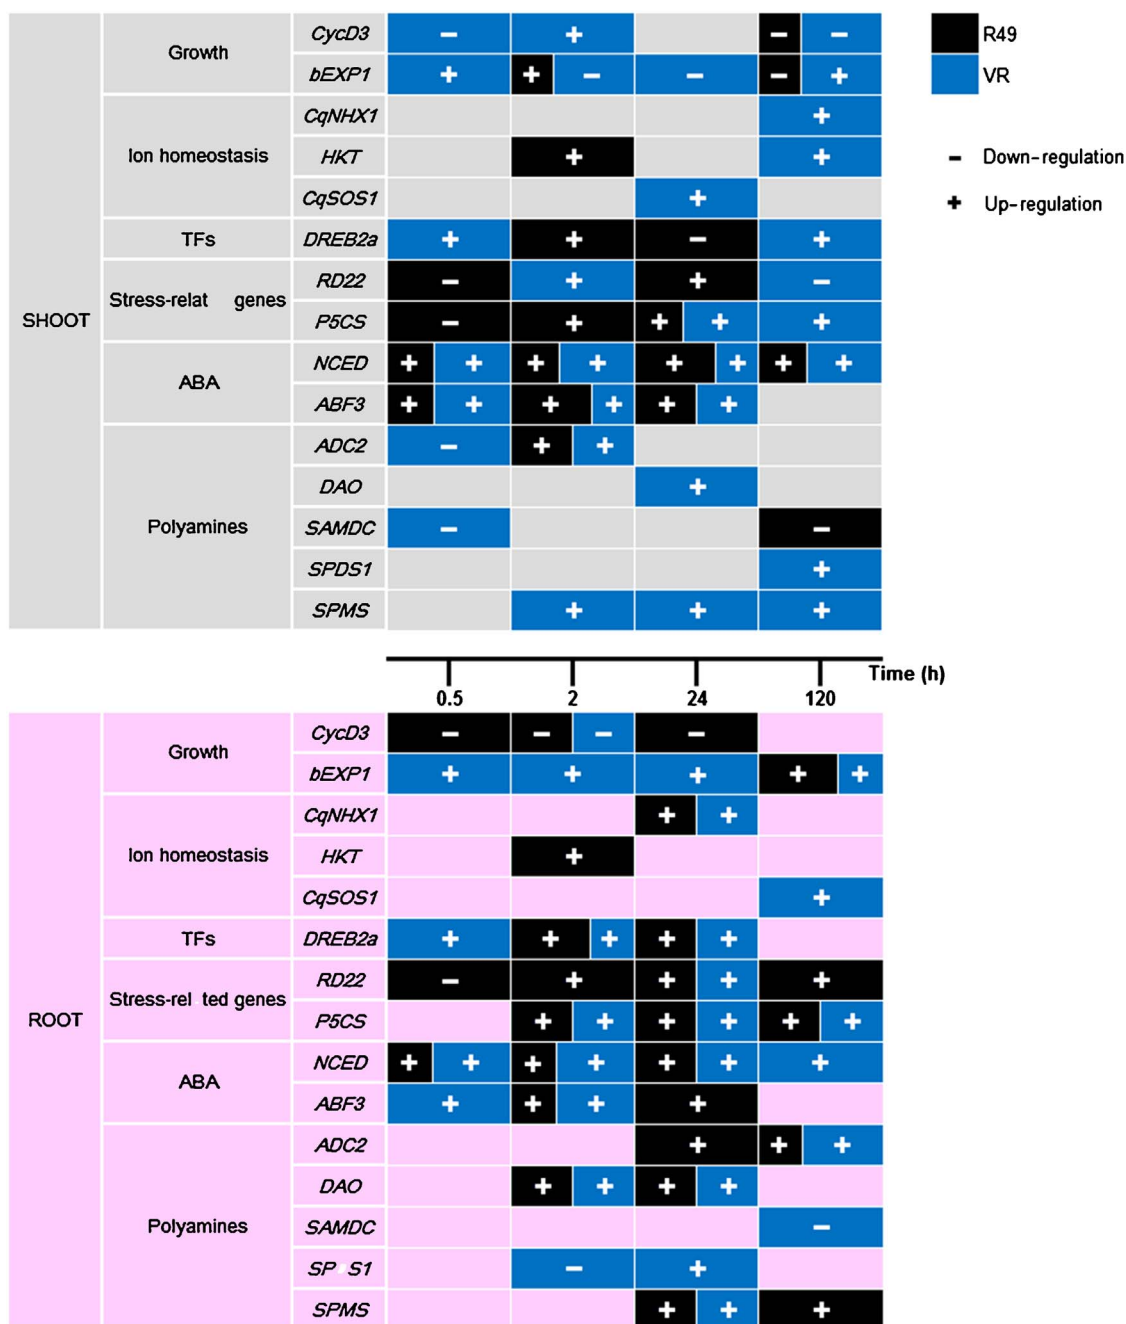 Growth CycD3 − + − − R49
bEXP1 + + − − − + VR
Ion homeostasis CqNHX1 +
HKT + + − Down-regulation
CqSOS1 + + Up-regulation
TFs DREB2a + + − +
Stress-relat genes RD22 − + + −
SHOOT P5CS − + + + +
ABA NCED + + + + + + + +
ABF3 + + + + + +
Polyamines ADC2 − + +
DAO +
SAMDC − −
SPDS1 +
SPMS + + +
Time (h)
0.5 2 24 120
Growth CycD3 − − − −
bEXP1 + + + + +
Ion homeostasis CqNHX1 + +
HKT +
CqSOS1 +
TFs DREB2a + + + + +
Stress-rel ted genes RD22 − + + + +
ROOT P5CS + + + + + +
ABA NCED + + + + + + +
ABF3 + + + +
Polyamines ADC2 + + +
DAO + + + +
SAMDC −
SP S1 − +
SPMS + + +